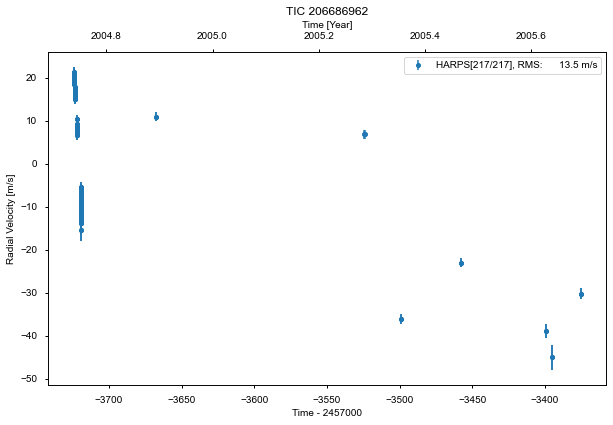 TIC 206686962
Time [Year]
2004.8 2005.0 2005.2 2005.4 2005.6
HARPS[217/217], RMS: 13.5 m/s
Radial Velocity [m/s]
20
10
0
−10
−20
−30
−40
−50
−3700 −3650 −3600 −3550 −3500 −3450 −3400
Time - 2457000